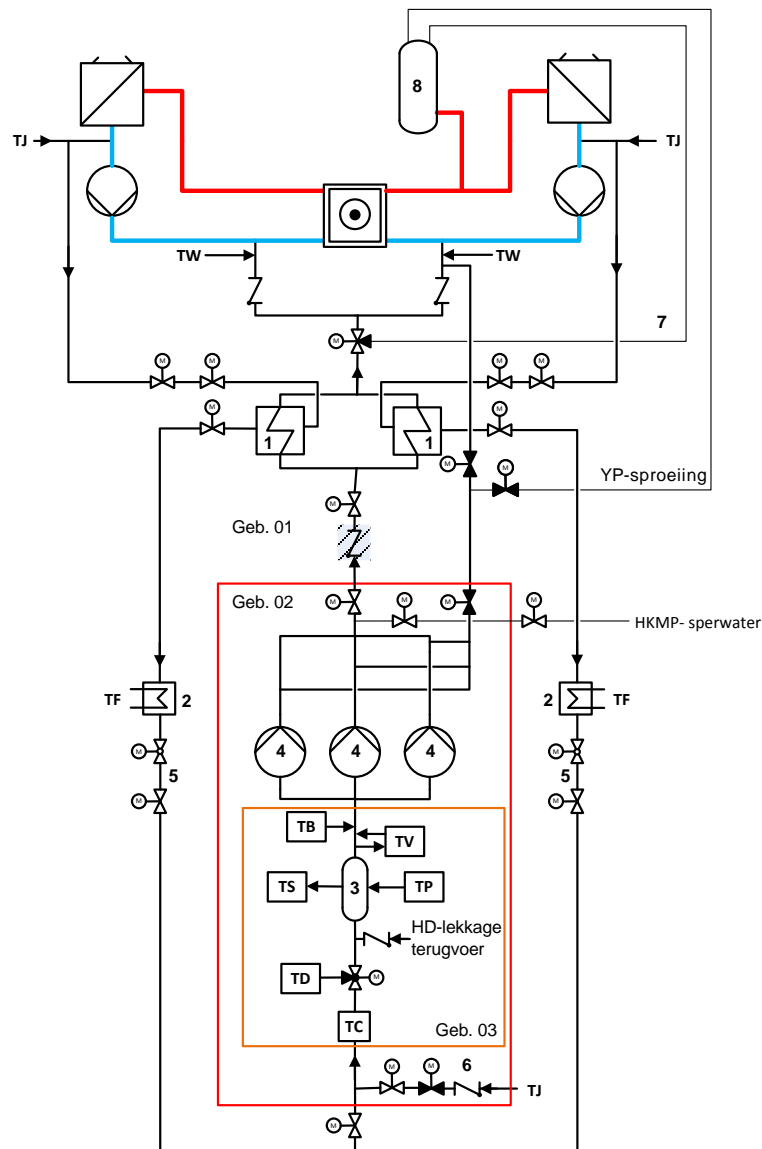 8
TJ
TJ
TW
TW
7
M
M
M
M
M
M
M
1
1
M
YP-sproeiing
M
M
Geb. 01
Geb. 02
M
M
M
M
HKMP- sperwater
TF
2
2
TF
4
4
4
M
5
M
5
M
M
TB
TV
TS
3
TP
HD-lekkage
terugvoer
TD
M
TC
Geb. 03
M
M
6
TJ
M